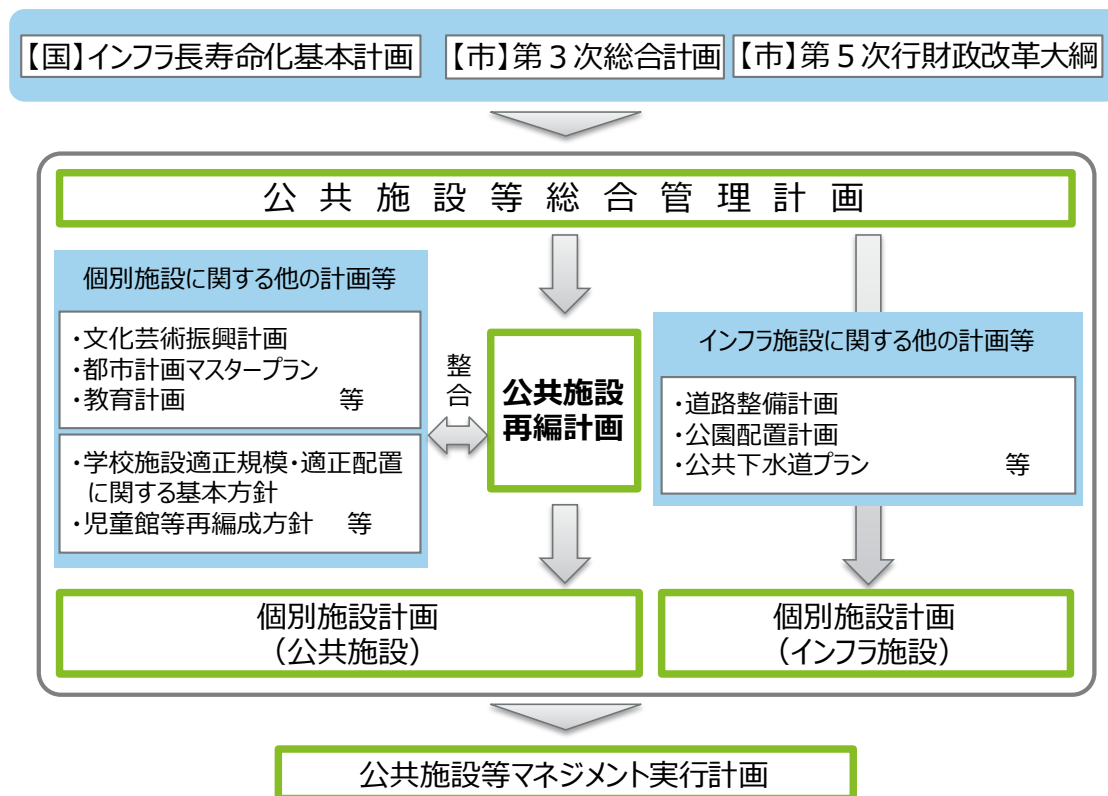 【国】インフラ長寿命化基本計画
【市】第３次総合計画
【市】第５次行財政改革大綱
公共施設等総合管理計画
個別施設に関する他の計画等
・文化芸術振興計画
・都市計画マスタープラン
・教育計画 等
・学校施設適正規模・適正配置
に関する基本方針
・児童館等再編成方針 等
整合
公共施設
再編計画
インフラ施設に関する他の計画等
・道路整備計画
・公園配置計画
・公共下水道プラン 等
個別施設計画
（公共施設）
個別施設計画
（インフラ施設）
公共施設等マネジメント実行計画